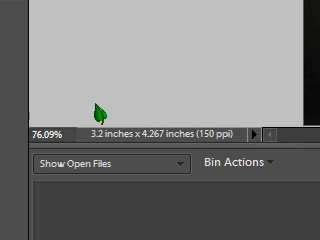 76.09% 3.2 inches x 4.267 inches (150 ppi)
Show Open Files Bin Actions